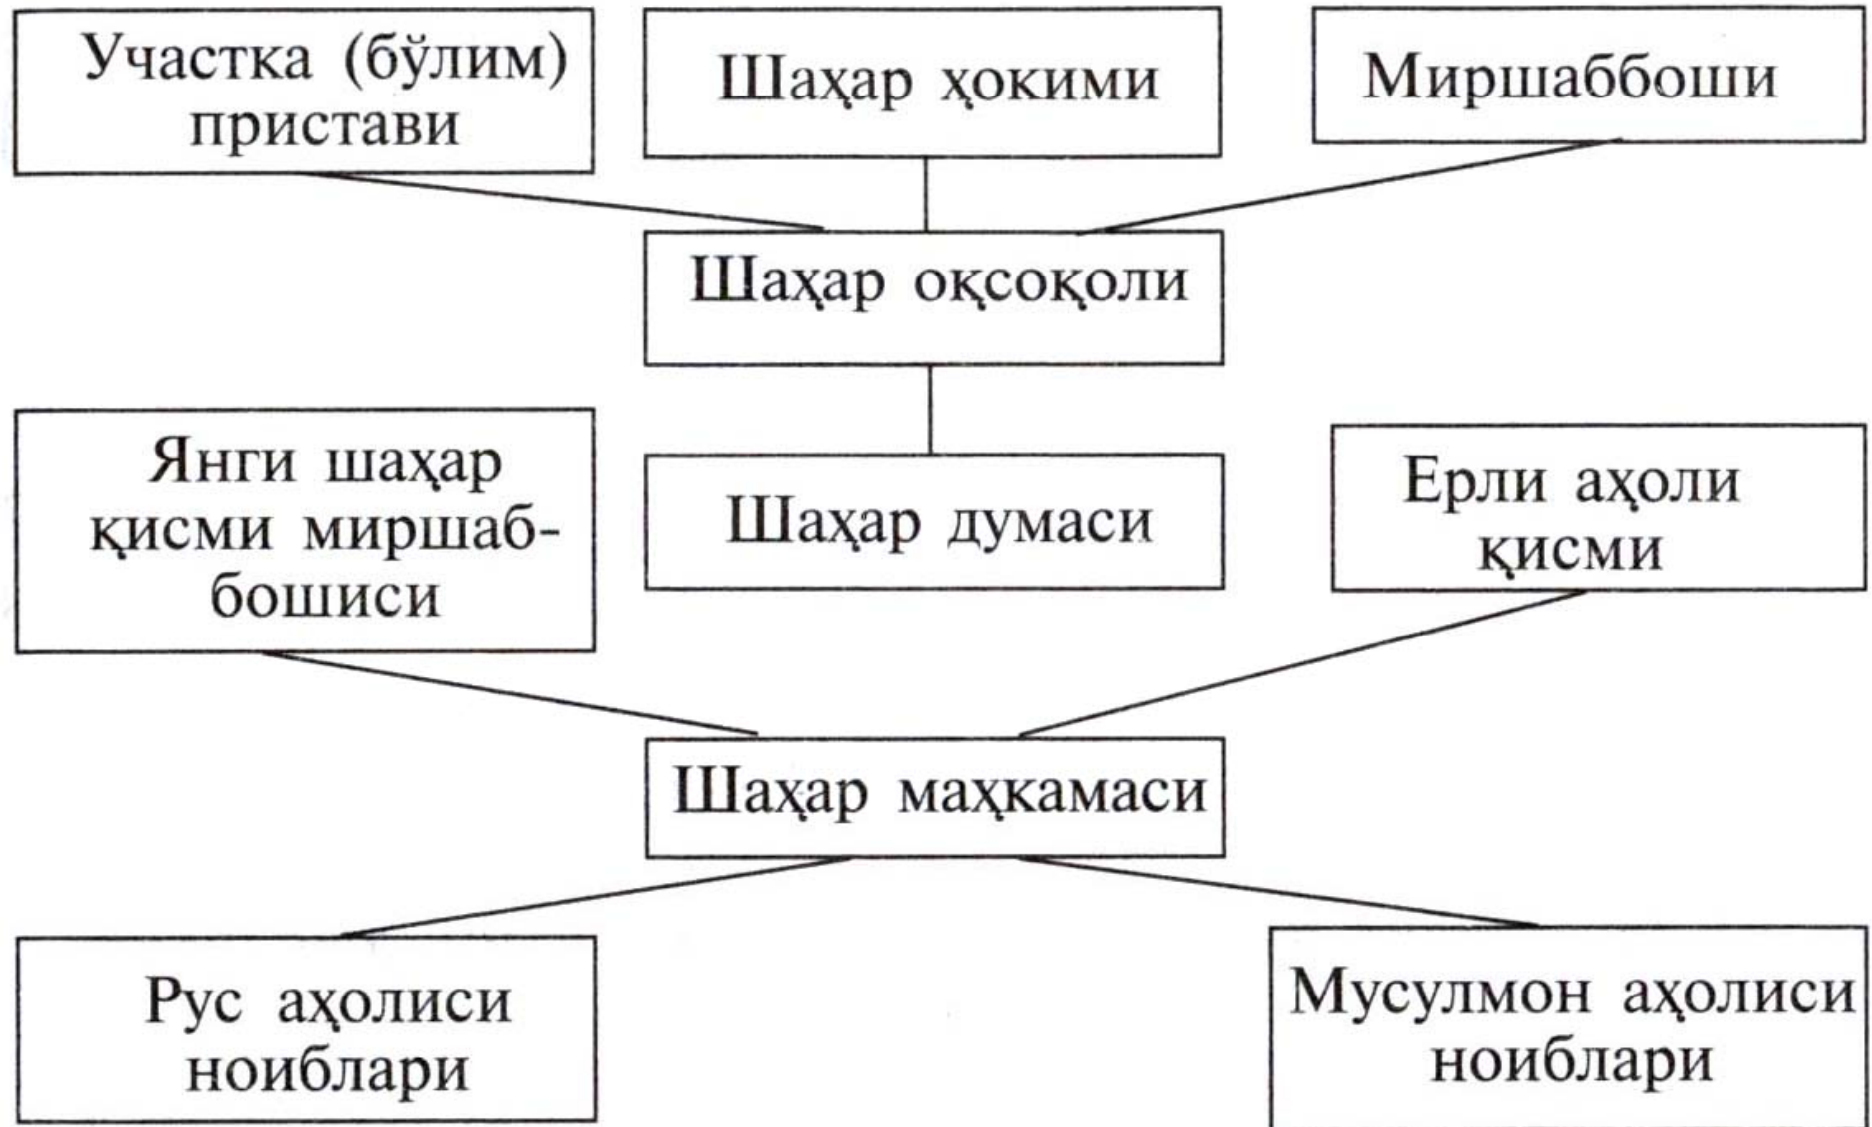 Участка (бўлим)
пристави
Шаҳар ҳокими
Миршаббоши
Шаҳар оқсоқоли
Янги шаҳар
қисми миршаб-
бошиси
Шаҳар думаси
Ерли аҳоли
қисми
Шаҳар маҳкамаси
Рус аҳолиси
ноиблари
Мусулмон аҳолиси
ноиблари